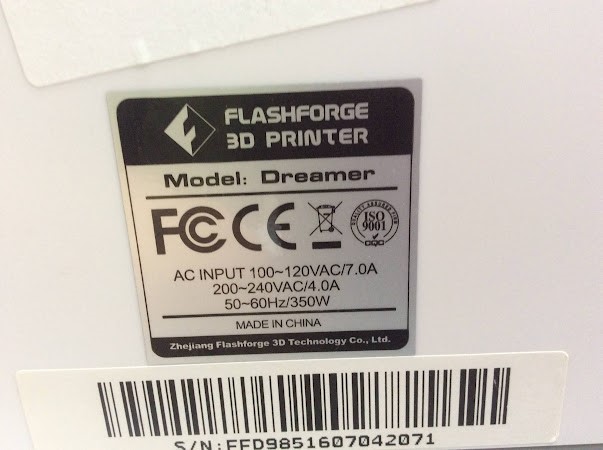 FLASHFORGE
3D PRINTER
Model: Dreamer
FC CE ISO 9001
AC INPUT 100~120VAC/7.0A
200~240VAC/4.0A
50~60Hz/350W
MADE IN CHINA
Zhejiang Flashforge 3D Technology Co., Ltd.
S/N:FFD9851607042071